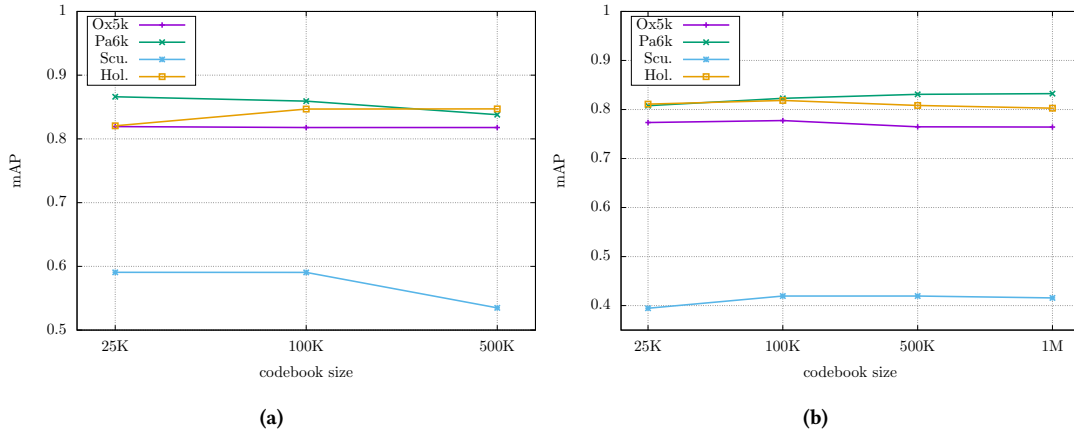 1
0.9
0.8
0.7
0.6
0.5
mAP
Ox5k
Pa6k
Scu.
Hol.
25K 100K 500K
codebook size
(a)
1
0.9
0.8
0.7
0.6
0.5
0.4
mAP
Ox5k
Pa6k
Scu.
Hol.
25K 100K 500K 1M
codebook size
(b)